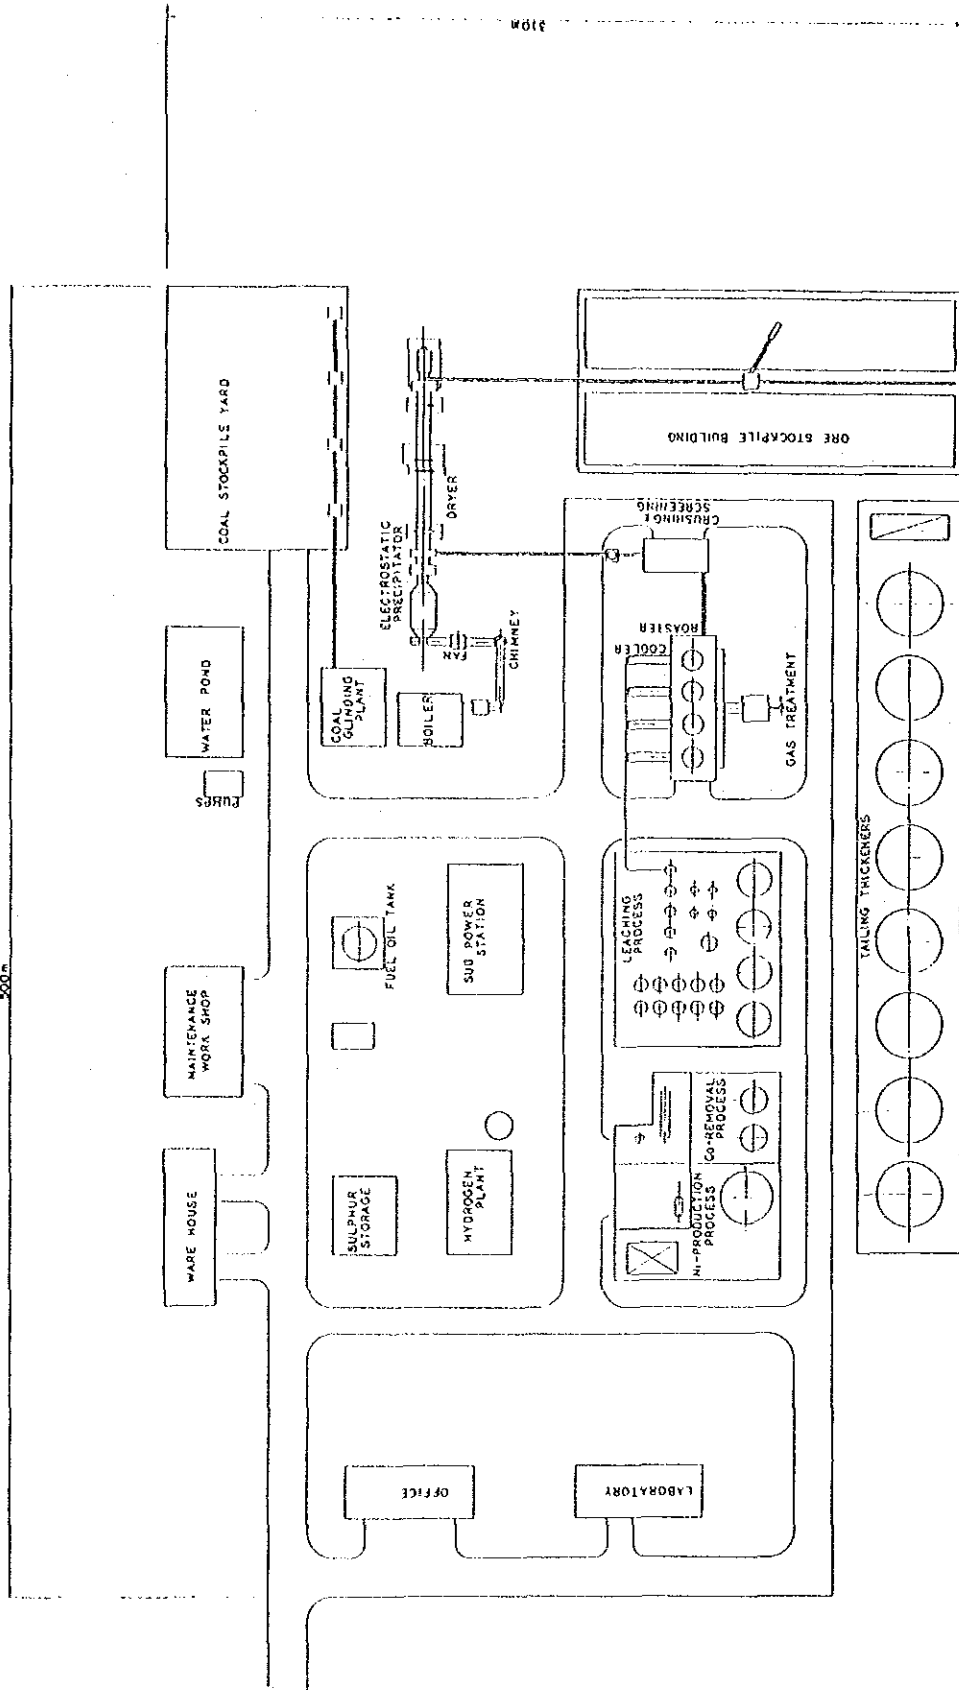 310m
500m
COAL STOCKPILE YARD
ORE STOCKPILE BUILDING
DRYER
ELECTROSTATIC
PRECIPITATOR
CHIMNEY
CRUSHING &
SCREENING
ROASTER
COOLER
GAS TREATMENT
COAL
GLINDING
PLANT
BOILER
WATER POND
PUMPS
FUEL OIL TANK
SUB POWER
STATION
LEACHING
PROCESS
TAILING THICKENERS
MAINTENANCE
WORK SHOP
WARE HOUSE
SULPHUR
STORAGE
HYDROGEN
PLANT
Co-REMOVAL
PROCESS
Ni-PRODUCTION
PROCESS
OFFICE
LABORATORY